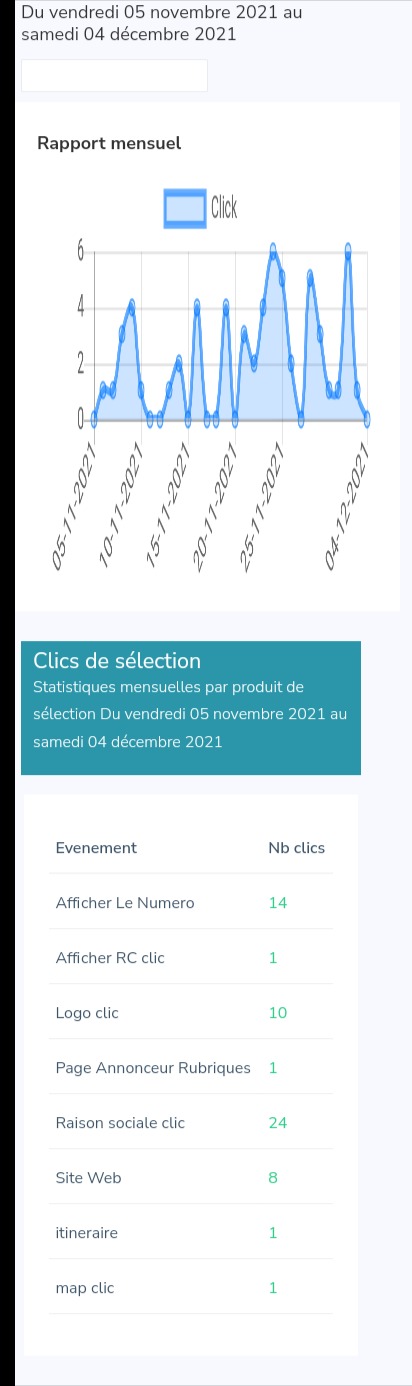 Du vendredi 05 novembre 2021 au
samedi 04 décembre 2021
Rapport mensuel
Click
6
4
2
0
05-11-2021
10-11-2021
15-11-2021
20-11-2021
25-11-2021
04-12-2021
Clics de sélection
Statistiques mensuelles par produit de
sélection Du vendredi 05 novembre 2021 au
samedi 04 décembre 2021
Evenement Nb clics
Afficher Le Numero 14
Afficher RC clic 1
Logo clic 10
Page Annonceur Rubriques 1
Raison sociale clic 24
Site Web 8
itineraire 1
map clic 1